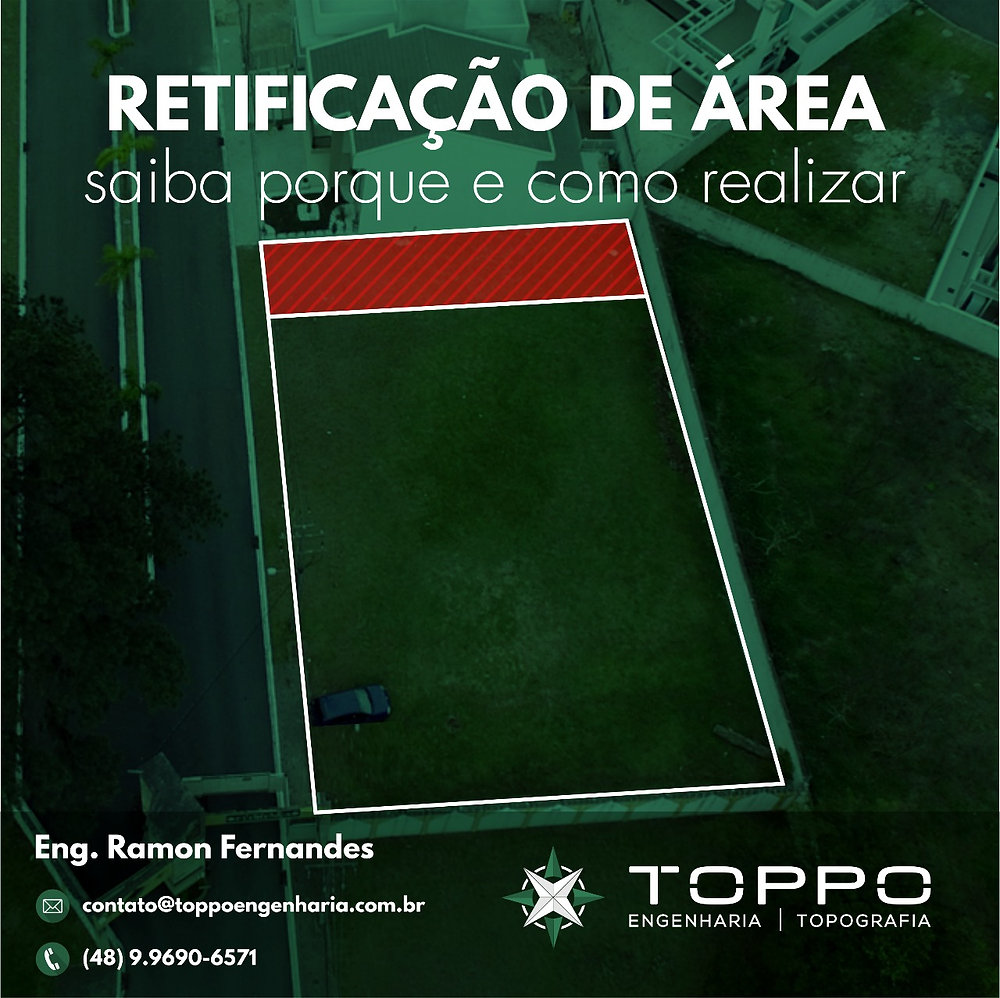 RETIFICAÇÃO DE ÁREA
saiba porque e como realizar
Eng. Ramon Fernandes
contato@toppoengenharia.com.br
(48) 9.9690-6571
TOPPO
ENGENHARIA | TOPOGRAFIA